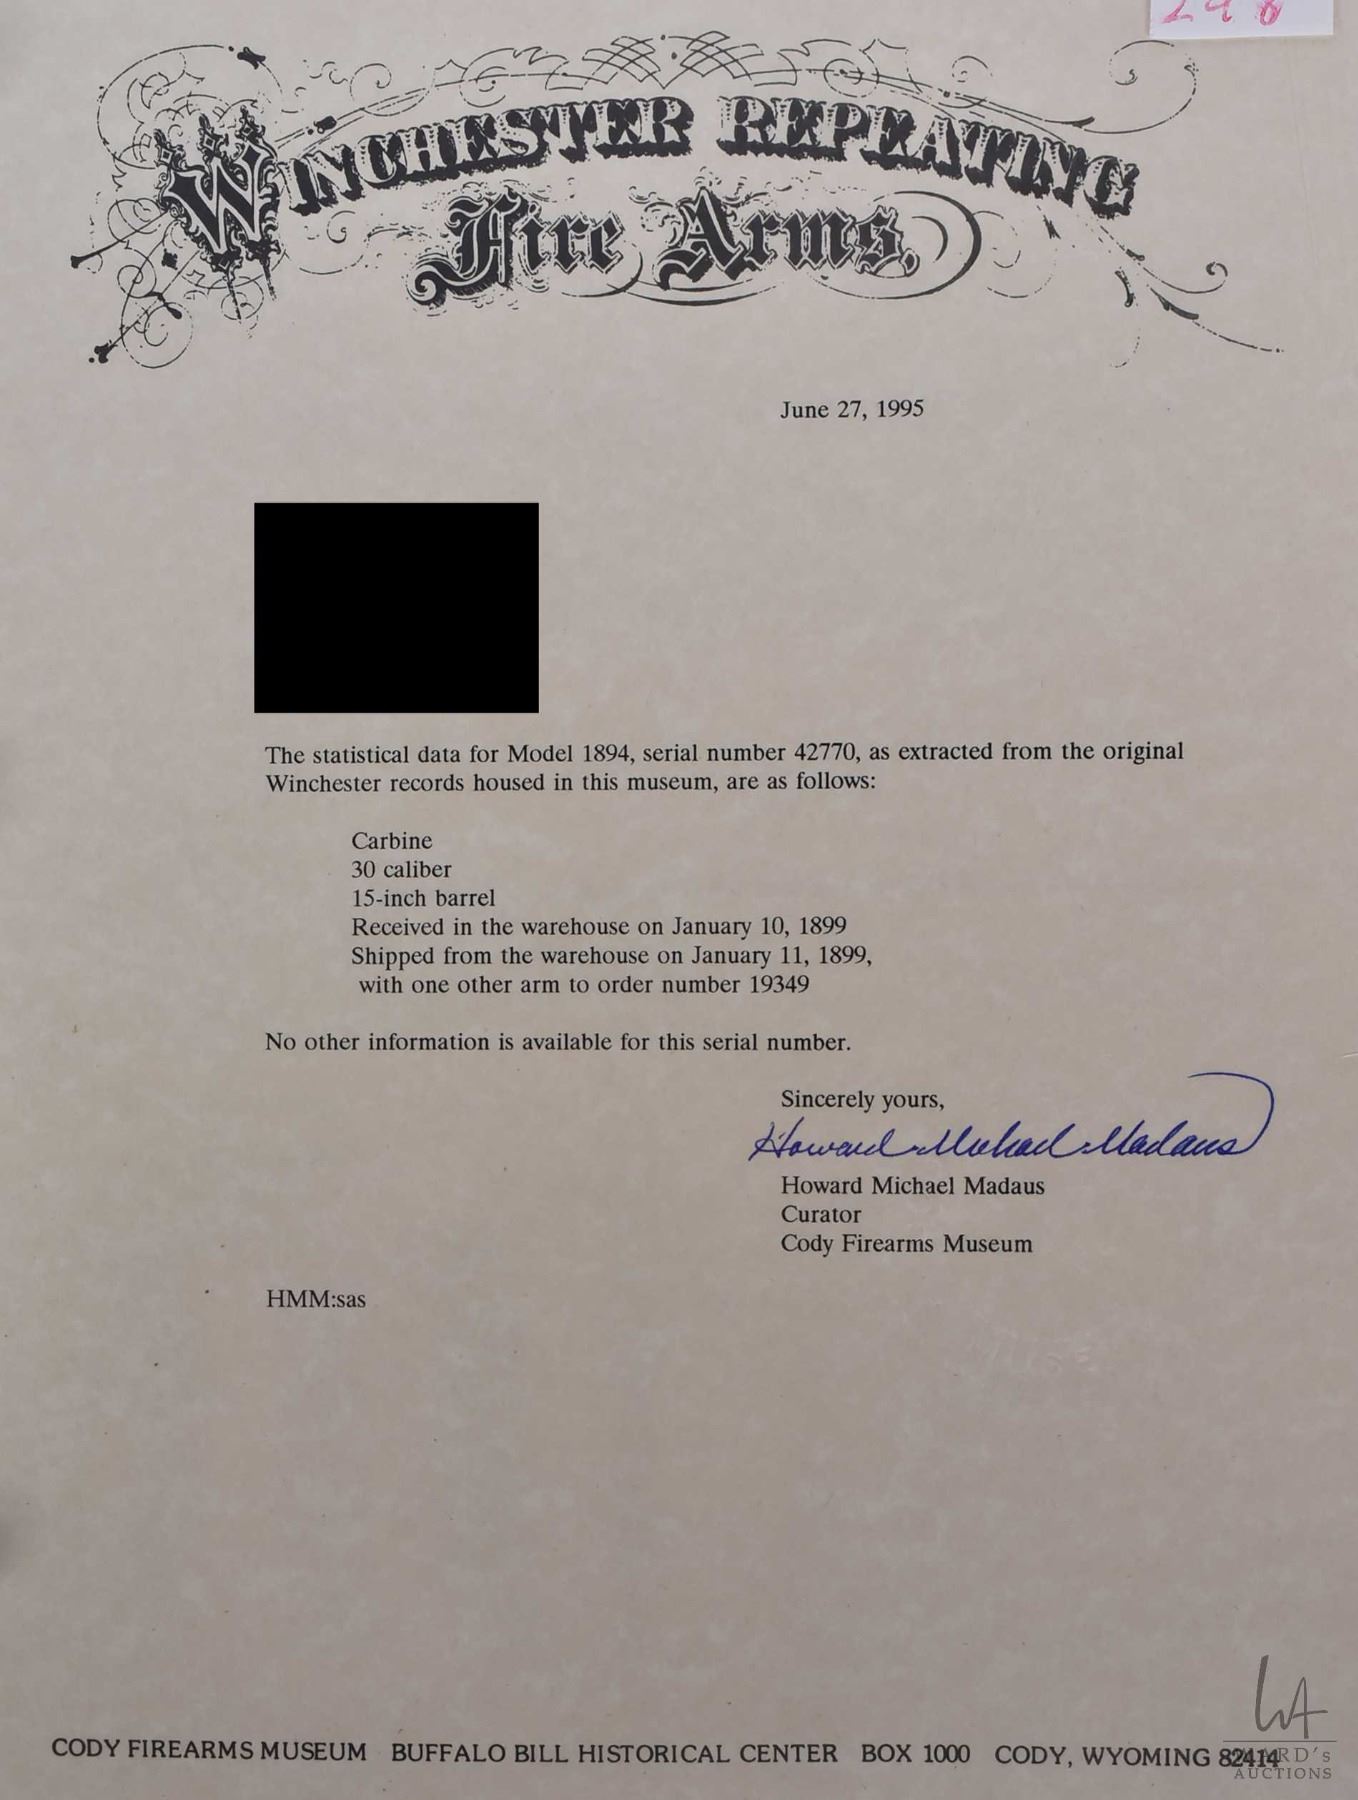 WINCHESTER REPEATING
Fire Arms,
June 27, 1995
The statistical data for Model 1894, serial number 42770, as extracted from the original
Winchester records housed in this museum, are as follows:
Carbine
30 caliber
15-inch barrel
Received in the warehouse on January 10, 1899
Shipped from the warehouse on January 11, 1899,
with one other arm to order number 19349
No other information is available for this serial number.
Sincerely yours,
Howard Michael Madaus
Howard Michael Madaus
Curator
Cody Firearms Museum
HMM:sas
CODY FIREARMS MUSEUM BUFFALO BILL HISTORICAL CENTER BOX 1000 CODY, WYOMING 82414
WA
WARD's
AUCTIONS